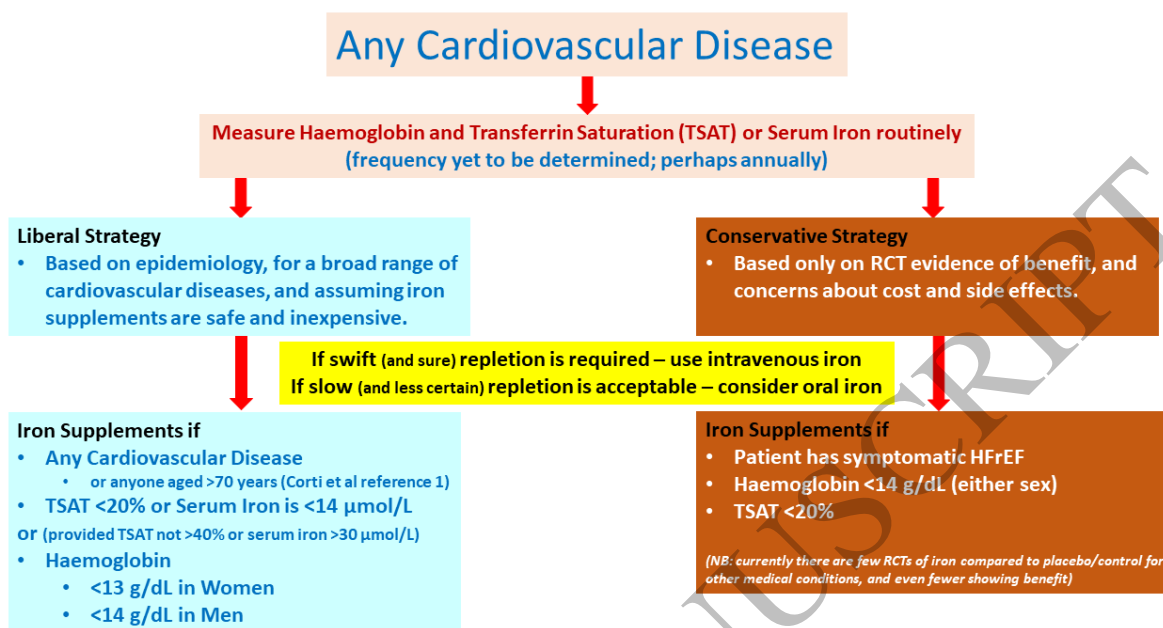 Any Cardiovascular Disease
Measure Haemoglobin and Transferrin Saturation (TSAT) or Serum Iron routinely
(frequency yet to be determined; perhaps annually)
Liberal Strategy
• Based on epidemiology, for a broad range of
cardiovascular diseases, and assuming iron
supplements are safe and inexpensive.
Conservative Strategy
• Based only on RCT evidence of benefit, and
concerns about cost and side effects.
If swift (and sure) repletion is required – use intravenous iron
If slow (and less certain) repletion is acceptable – consider oral iron
Iron Supplements if
• Any Cardiovascular Disease
• or anyone aged >70 years (Corti et al reference 1)
• TSAT <20% or Serum Iron is <14 µmol/L
or (provided TSAT not >40% or serum iron >30 µmol/L)
• Haemoglobin
• <13 g/dL in Women
• <14 g/dL in Men
Iron Supplements if
• Patient has symptomatic HFrEF
• Haemoglobin <14 g/dL (either sex)
• TSAT <20%
(NB: currently there are few RCTs of iron compared to placebo/control for
other medical conditions, and even fewer showing benefit)
NUSCRIPT